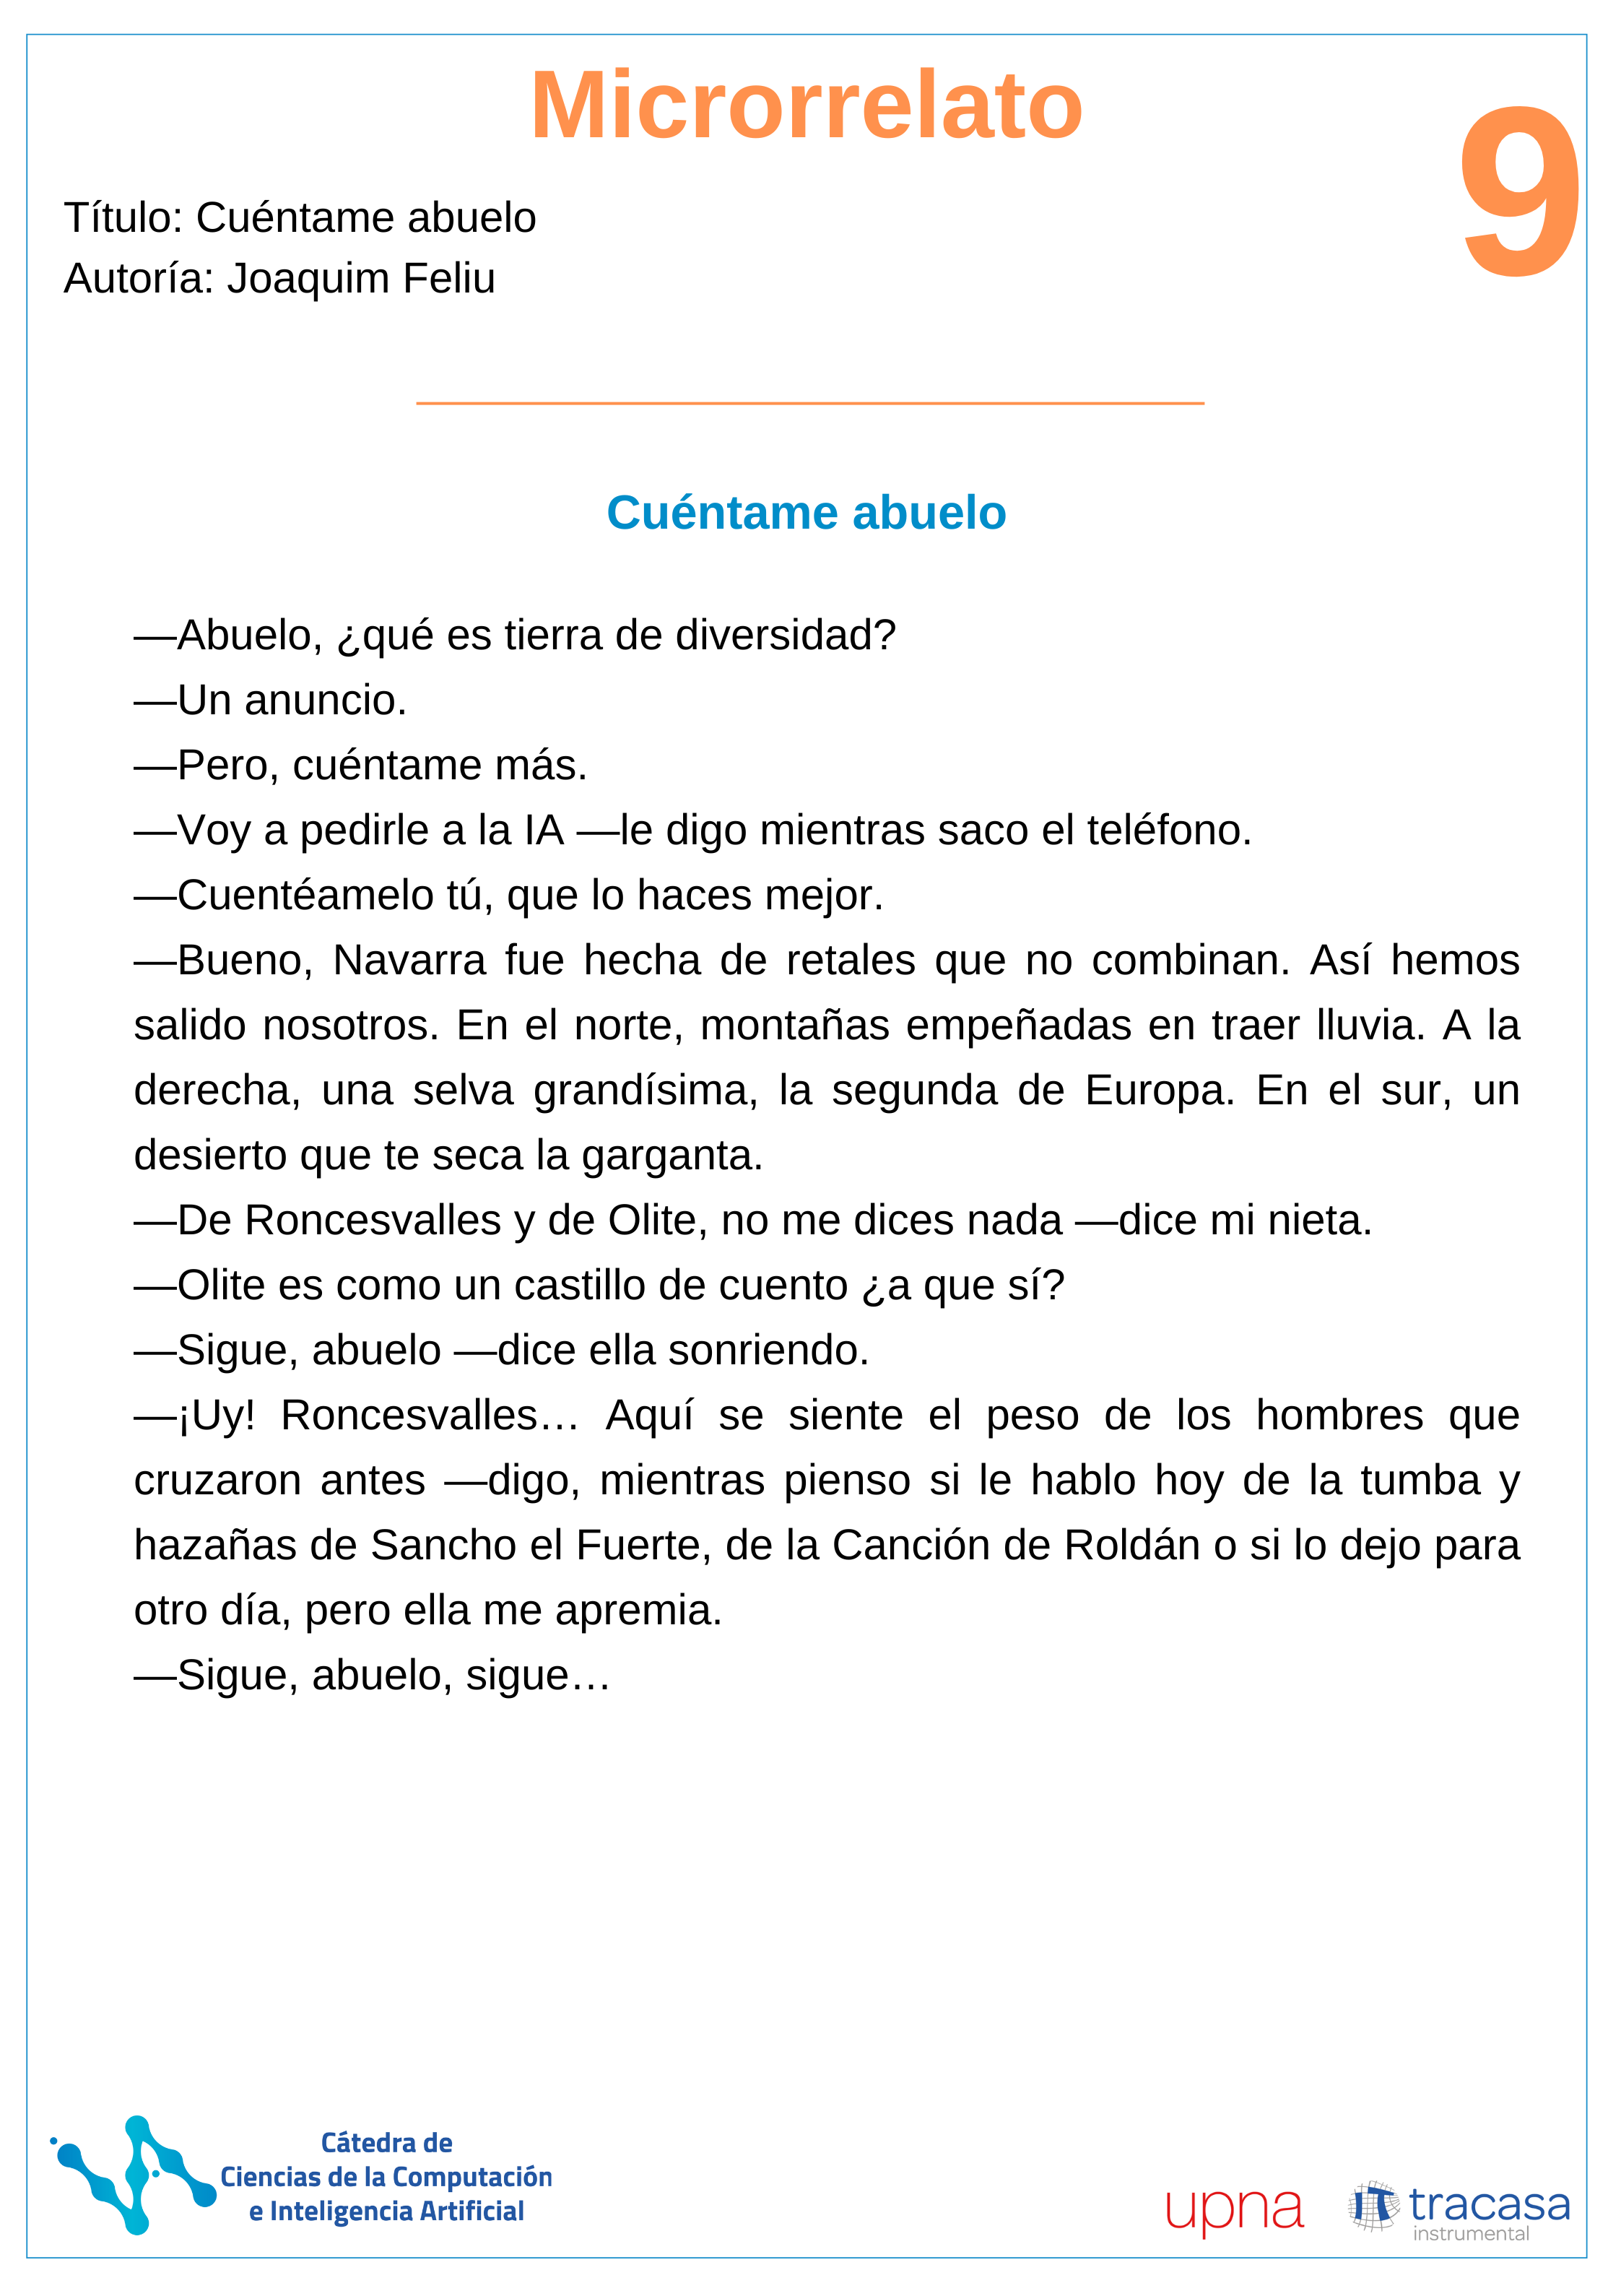 Microrrelato
9
Título: Cuéntame abuelo
Autoría: Joaquim Feliu
Cuéntame abuelo
—Abuelo, ¿qué es tierra de diversidad?
—Un anuncio.
—Pero, cuéntame más.
—Voy a pedirle a la IA —le digo mientras saco el teléfono.
—Cuentéamelo tú, que lo haces mejor.
—Bueno, Navarra fue hecha de retales que no combinan. Así hemos
salido nosotros. En el norte, montañas empeñadas en traer lluvia. A la
derecha, una selva grandísima, la segunda de Europa. En el sur, un
desierto que te seca la garganta.
—De Roncesvalles y de Olite, no me dices nada —dice mi nieta.
—Olite es como un castillo de cuento ¿a que sí?
—Sigue, abuelo —dice ella sonriendo.
—¡Uy! Roncesvalles… Aquí se siente el peso de los hombres que
cruzaron antes —digo, mientras pienso si le hablo hoy de la tumba y
hazañas de Sancho el Fuerte, de la Canción de Roldán o si lo dejo para
otro día, pero ella me apremia.
—Sigue, abuelo, sigue…
Cátedra de
Ciencias de la Computación
e Inteligencia Artificial
upna
tracasa
instrumental